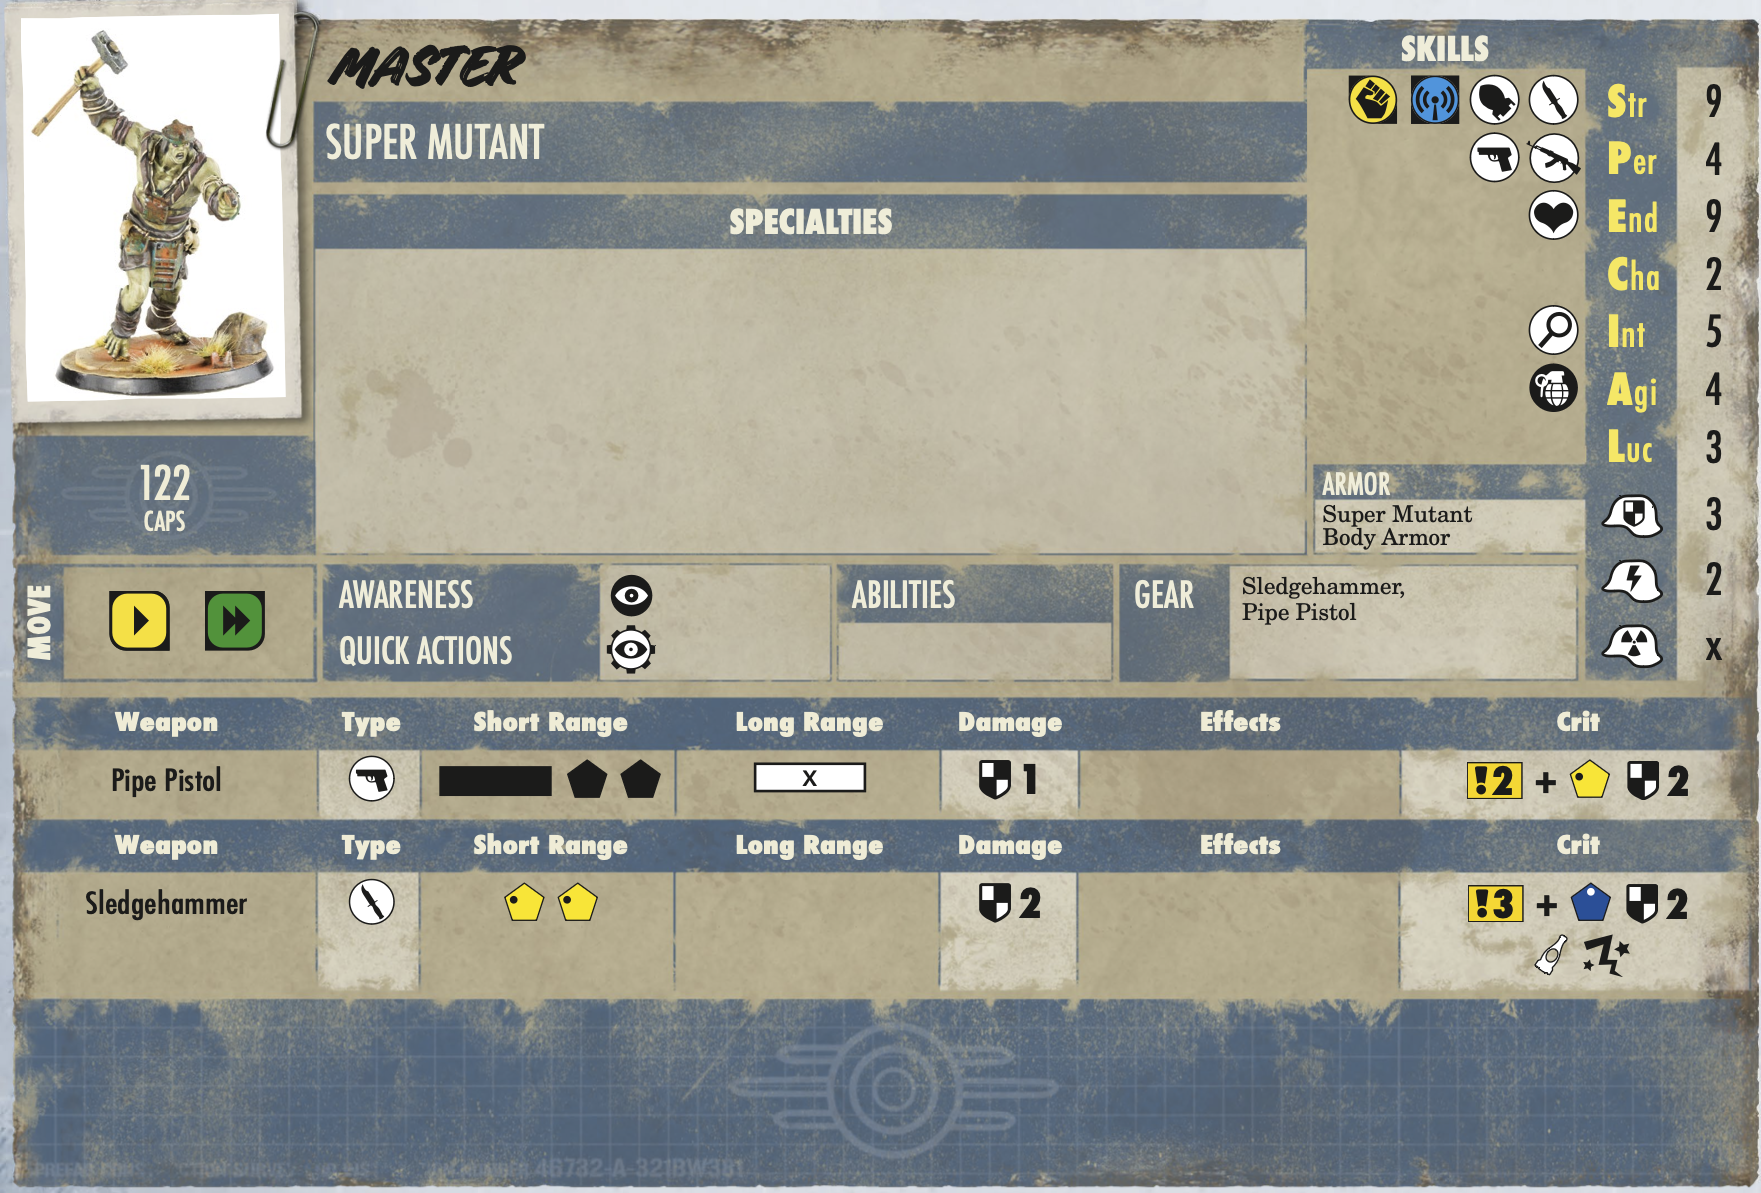 MASTER
SUPER MUTANT
SPECIALTIES
122
CAPS
SKILLS
Str 9
Per 4
End 9
Cha 2
Int 5
Agi 4
Luc 3
ARMOR
Super Mutant
Body Armor
3
2
x
MOVE
AWARENESS
QUICK ACTIONS
ABILITIES
GEAR
Sledgehammer,
Pipe Pistol
Weapon Type Short Range Long Range Damage Effects Crit
Pipe Pistol X 1 !2 + 2
Weapon Type Short Range Long Range Damage Effects Crit
Sledgehammer 2 !3 + 2
46732-A-321BW381